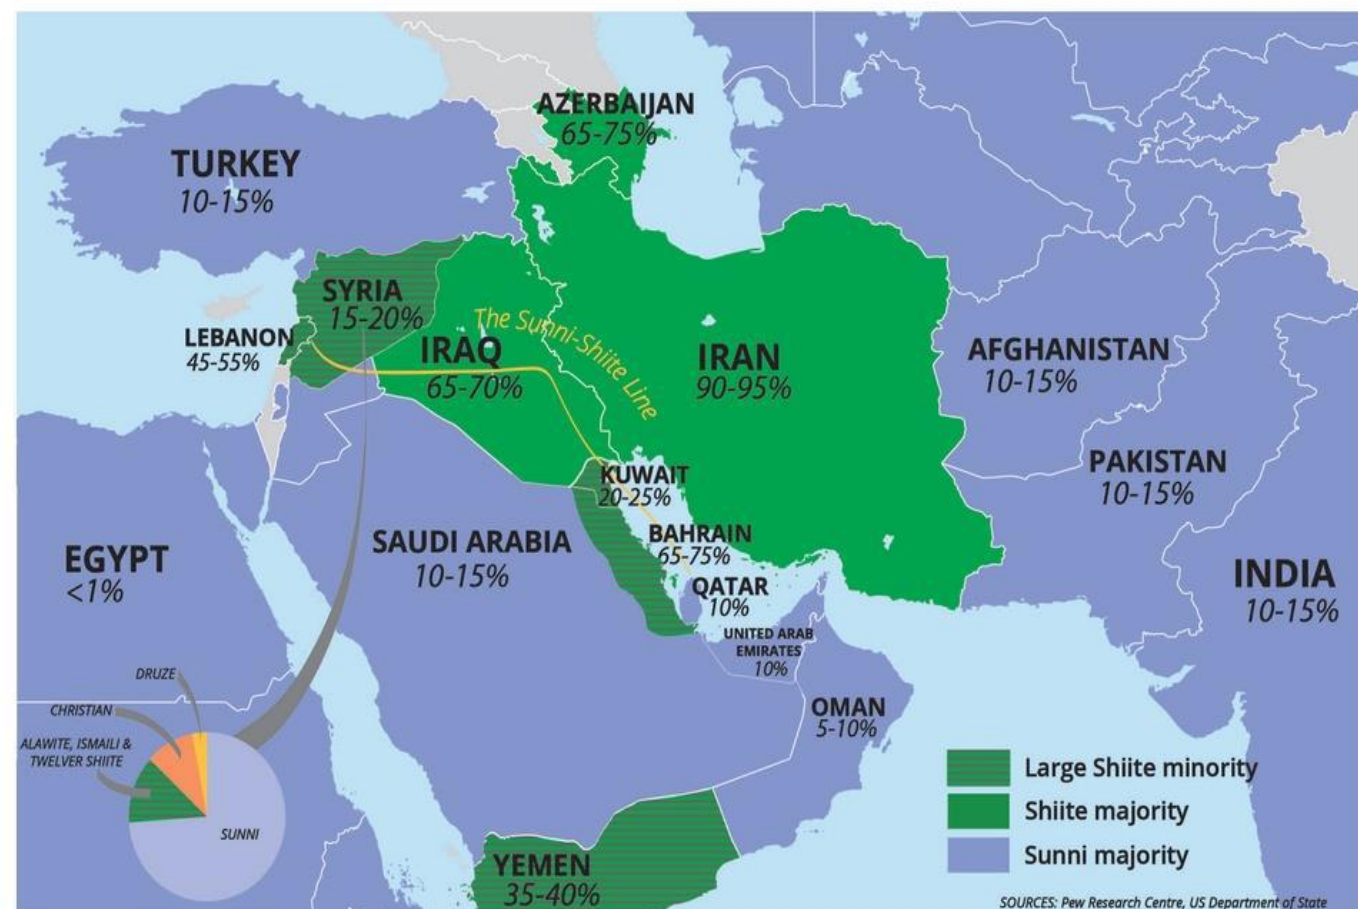 AZERBAIJAN
65-75%
TURKEY
10-15%
SYRIA
15-20%
The Sunni-Shiite Line
LEBANON
45-55%
IRAQ
65-70%
IRAN
90-95%
AFGHANISTAN
10-15%
PAKISTAN
10-15%
KUWAIT
20-25%
SAUDI ARABIA
10-15%
BAHRAIN
65-75%
EGYPT
<1%
QATAR
10%
INDIA
10-15%
UNITED ARAB
EMIRATES
10%
OMAN
5-10%
DRUZE
CHRISTIAN
ALAWITE, ISMAILI &
TWELVER SHIITE
SUNNI
YEMEN
35-40%
Large Shiite minority
Shiite majority
Sunni majority
SOURCES: Pew Research Centre, US Department of State